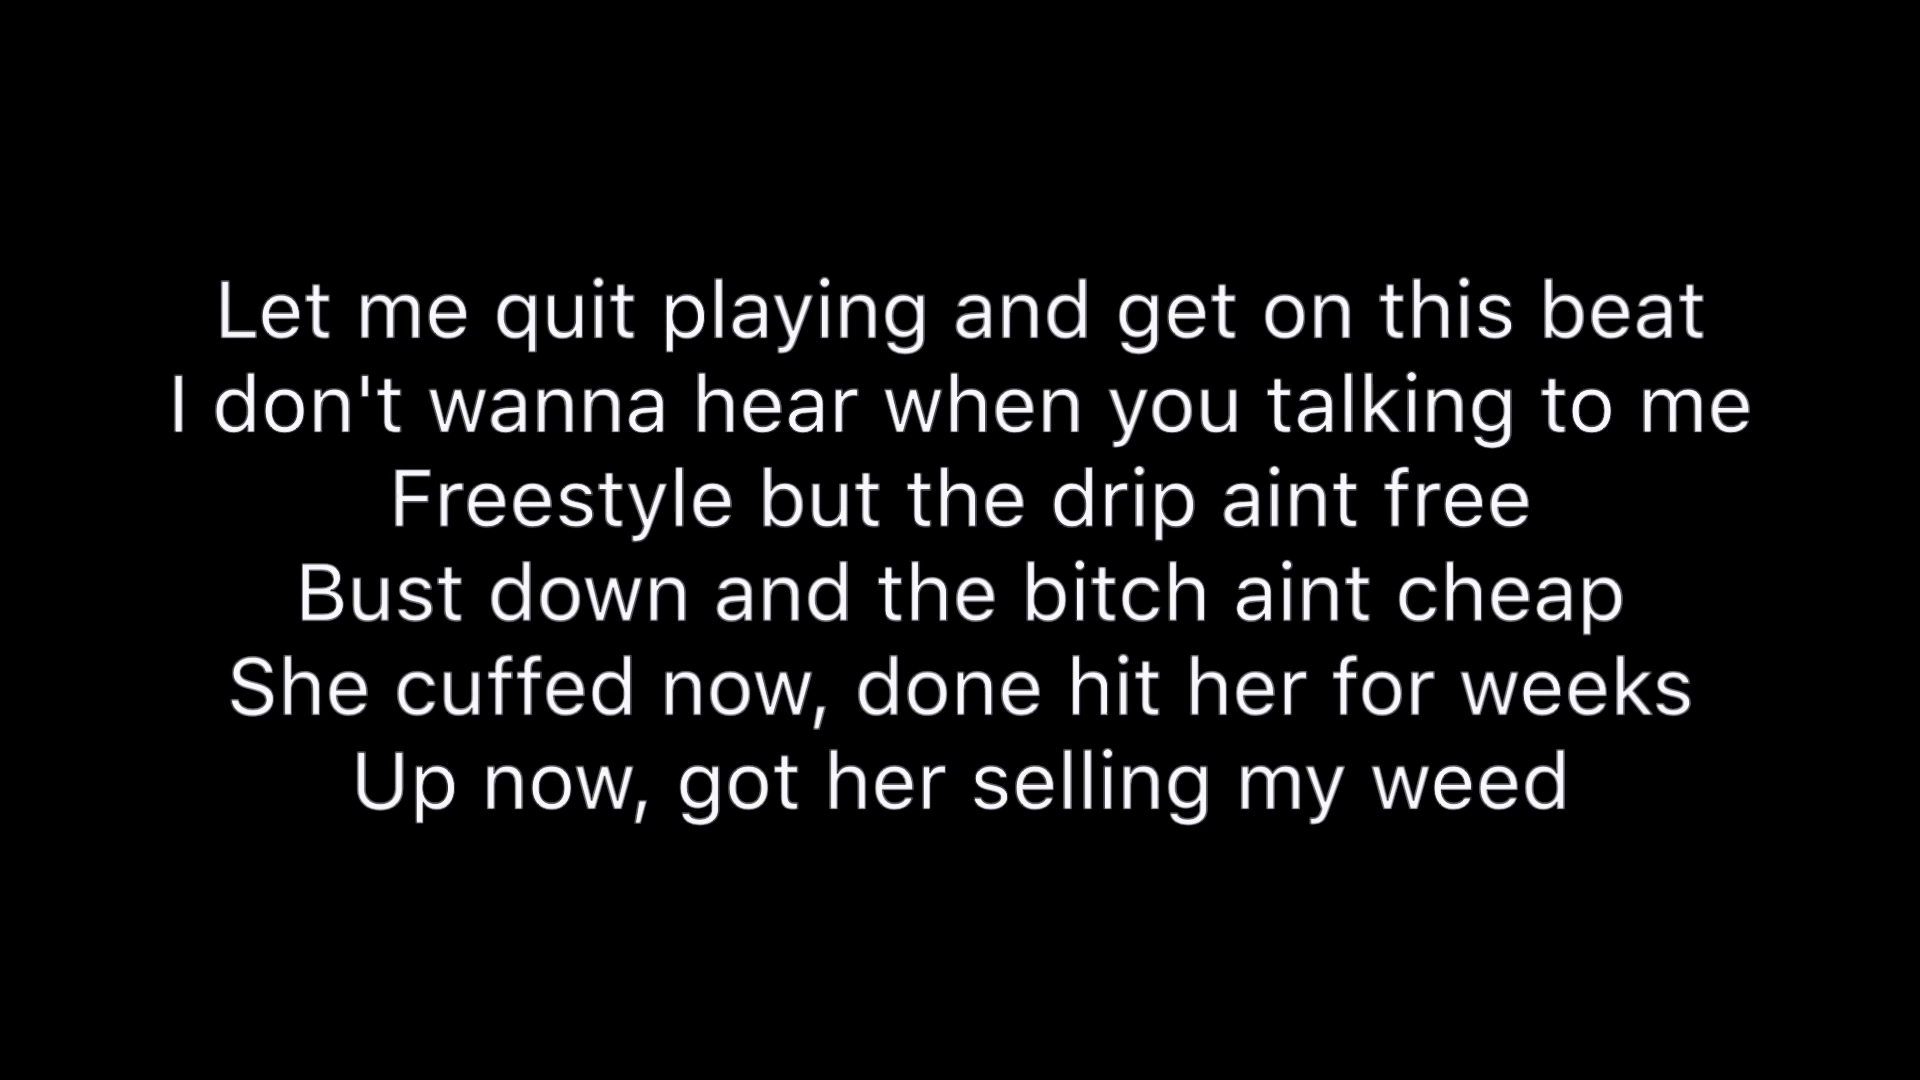 Let me quit playing and get on this beat
I don't wanna hear when you talking to me
Freestyle but the drip aint free
Bust down and the bitch aint cheap
She cuffed now, done hit her for weeks
Up now, got her selling my weed